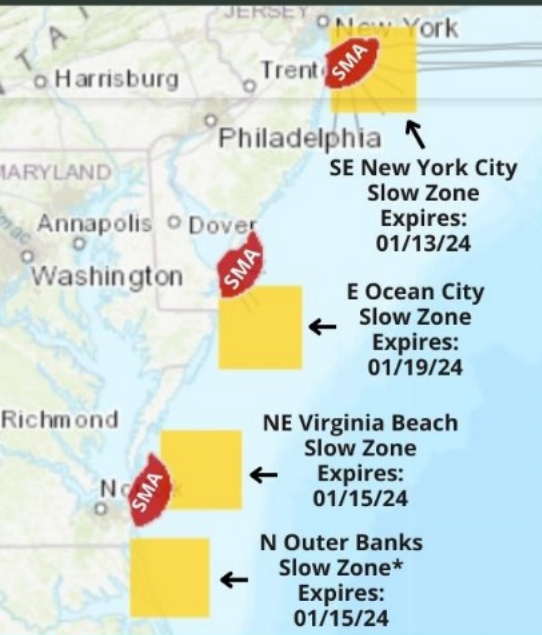 JERSEY
New York
Harrisburg
Trent
SMA
Philadelphia
SE New York City
Slow Zone
Expires:
01/13/24
MARYLAND
Annapolis
Dover
Washington
SMA
E Ocean City
Slow Zone
Expires:
01/19/24
Richmond
NE Virginia Beach
Slow Zone
Expires:
01/15/24
SMA
N Outer Banks
Slow Zone*
Expires:
01/15/24